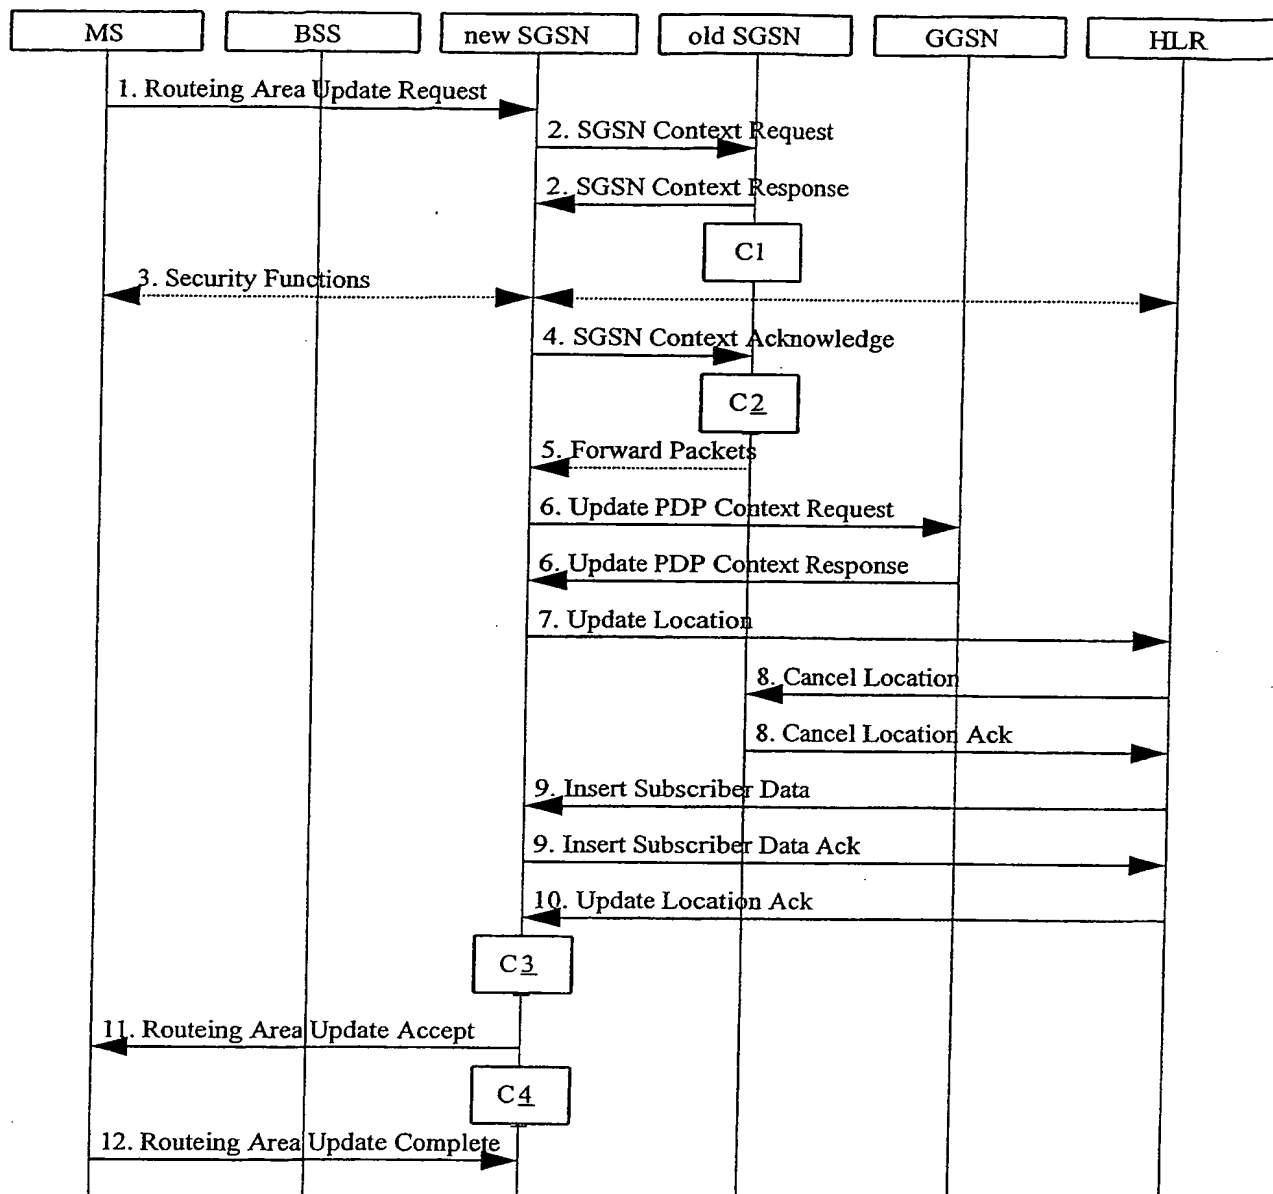 MS
BSS
new SGSN
old SGSN
GGSN
HLR
1. Routeing Area Update Request
2. SGSN Context Request
2. SGSN Context Response
C1
3. Security Functions
4. SGSN Context Acknowledge
C2
5. Forward Packets
6. Update PDP Context Request
6. Update PDP Context Response
7. Update Location
8. Cancel Location
8. Cancel Location Ack
9. Insert Subscriber Data
9. Insert Subscriber Data Ack
10. Update Location Ack
C3
11. Routeing Area Update Accept
C4
12. Routeing Area Update Complete